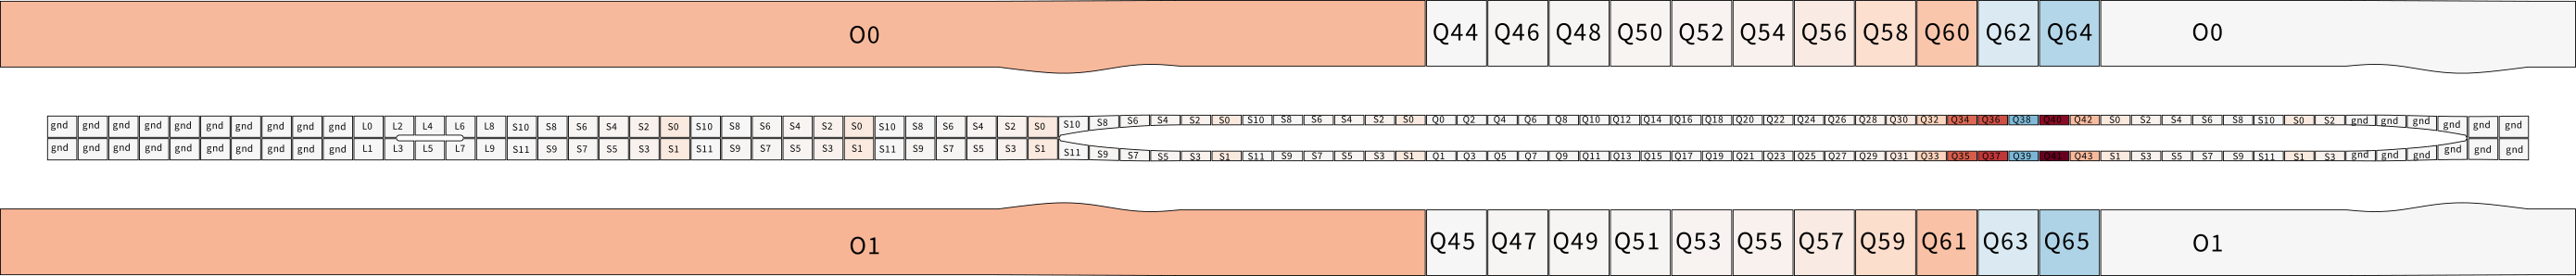 O0 Q44 Q46 Q48 Q50 Q52 Q54 Q56 Q58 Q60 Q62 Q64 O0
gnd gnd gnd gnd gnd gnd gnd gnd gnd gnd L0 L2 L4 L6 L8 S10 S8 S6 S4 S2 S0 S10 S8 S6 S4 S2 S0 S10 S8 S6 S4 S2 S0 S10 S8 S6 S4 S2 S0 S10 S8 S6 S4 S2 S0 Q0 Q2 Q4 Q6 Q8 Q10 Q12 Q14 Q16 Q18 Q20 Q22 Q24 Q26 Q28 Q30 Q32 Q34 Q36 Q38 Q40 Q42 S0 S2 S4 S6 S8 S10 S0 S2 gnd gnd gnd gnd gnd gnd
gnd gnd gnd gnd gnd gnd gnd gnd gnd gnd L1 L3 L5 L7 L9 S11 S9 S7 S5 S3 S1 S11 S9 S7 S5 S3 S1 S11 S9 S7 S5 S3 S1 S11 S9 S7 S5 S3 S1 S11 S9 S7 S5 S3 S1 Q1 Q3 Q5 Q7 Q9 Q11 Q13 Q15 Q17 Q19 Q21 Q23 Q25 Q27 Q29 Q31 Q33 Q35 Q37 Q39 Q41 Q43 S1 S3 S5 S7 S9 S11 S1 S3 gnd gnd gnd gnd gnd gnd
O1 Q45 Q47 Q49 Q51 Q53 Q55 Q57 Q59 Q61 Q63 Q65 O1